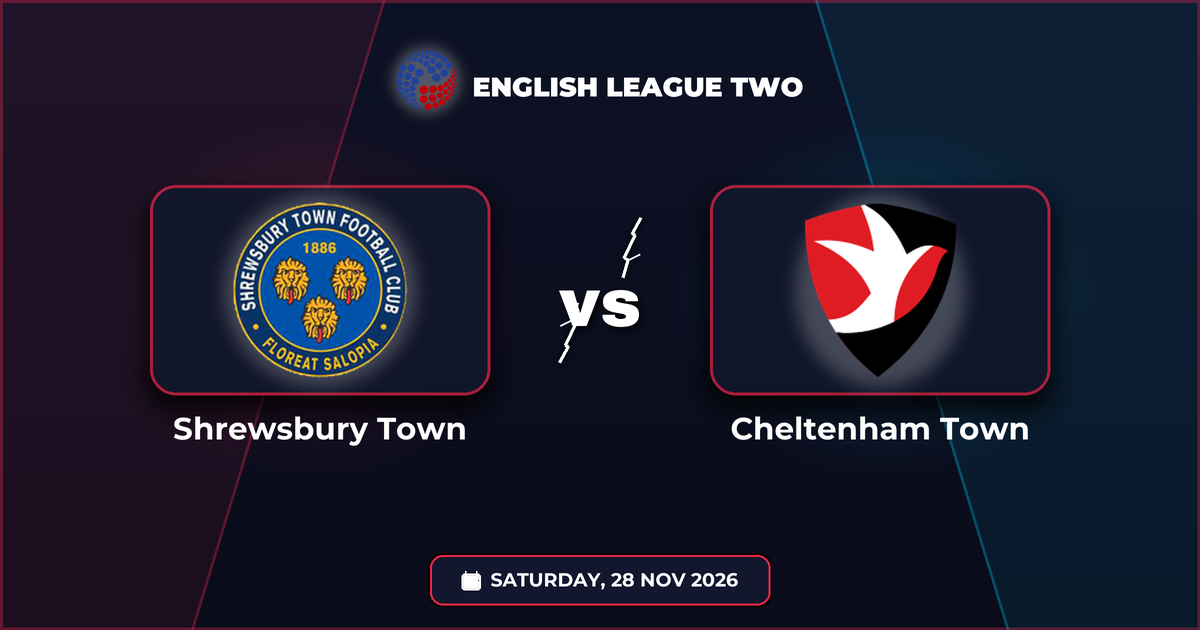 ENGLISH LEAGUE TWO
SHREWSBURY TOWN FOOTBALL CLUB
1886
FLOREAT SALOPIA
vs
Shrewsbury Town
Cheltenham Town
SATURDAY, 28 NOV 2026